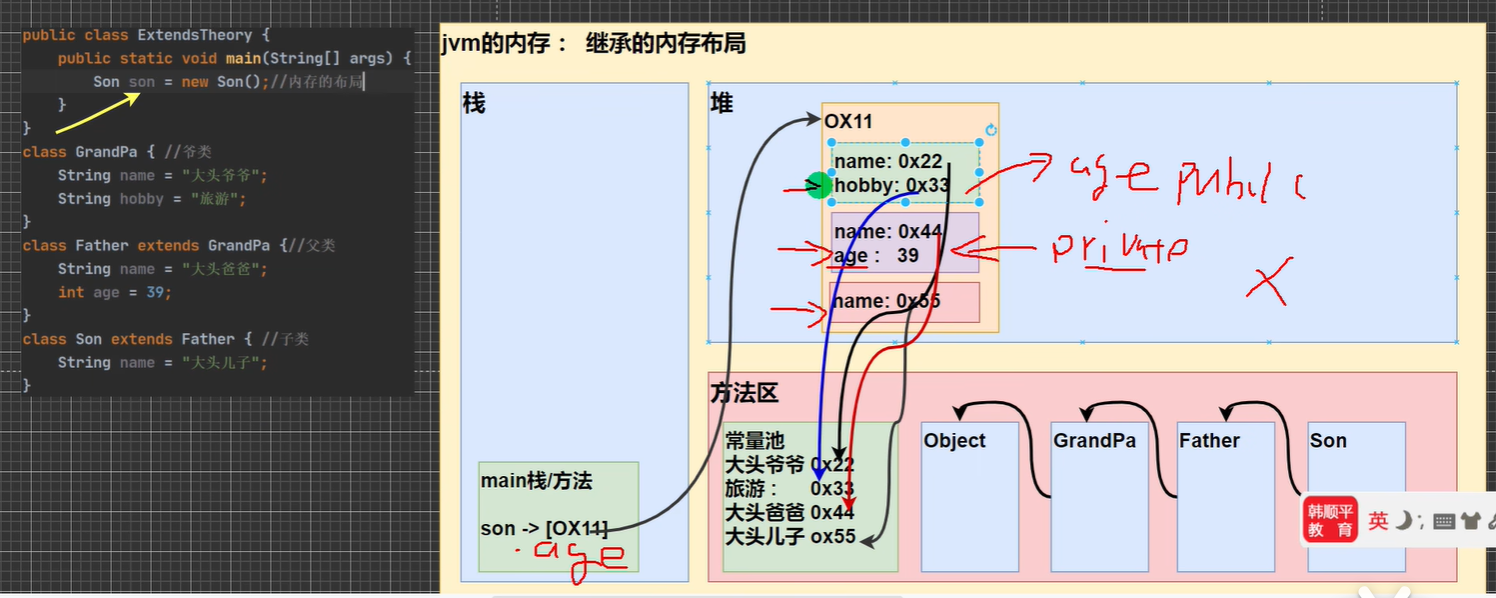 public class ExtendsTheory {
public static void main(String[] args) {
Son son = new Son();//内存的布局
}
}
class GrandPa { //爷类
String name = "大头爷爷";
String hobby = "旅游";
}
class Father extends GrandPa {//父类
String name = "大头爸爸";
int age = 39;
}
class Son extends Father { //子类
String name = "大头儿子";
}
jvm的内存： 继承的内存布局
栈
main栈/方法
son -> [OX11]
.age
堆
OX11
name: 0x22
hobby: 0x33
name: 0x44
age： 39
name: 0x55
age public
private
X
方法区
常量池
大头爷爷 0x22
旅游： 0x33
大头爸爸 0x44
大头儿子 ox55
Object
GrandPa
Father
Son
韩顺平
教 育
英